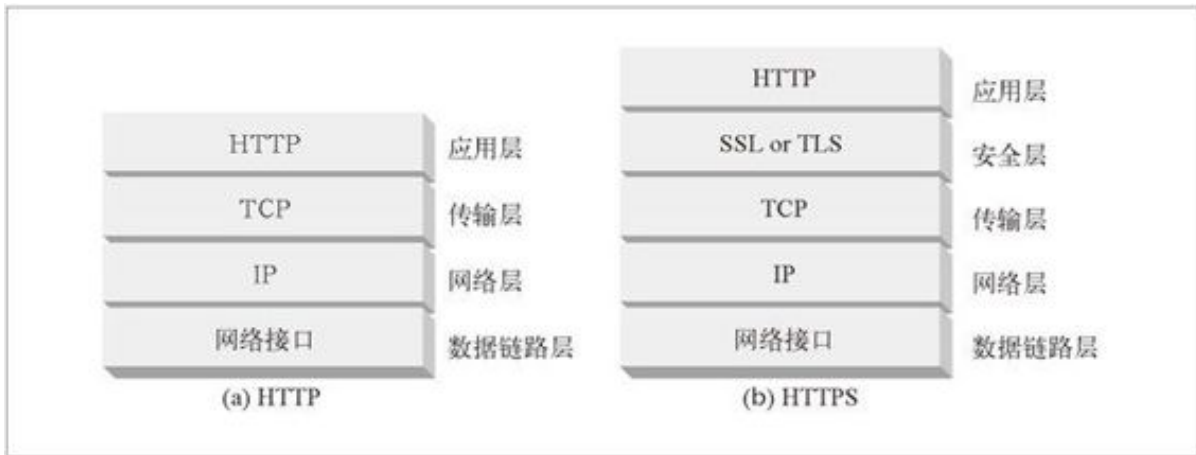 HTTP 应用层
TCP 传输层
IP 网络层
网络接口 数据链路层
(a) HTTP
HTTP 应用层
SSL or TLS 安全层
TCP 传输层
IP 网络层
网络接口 数据链路层
(b) HTTPS